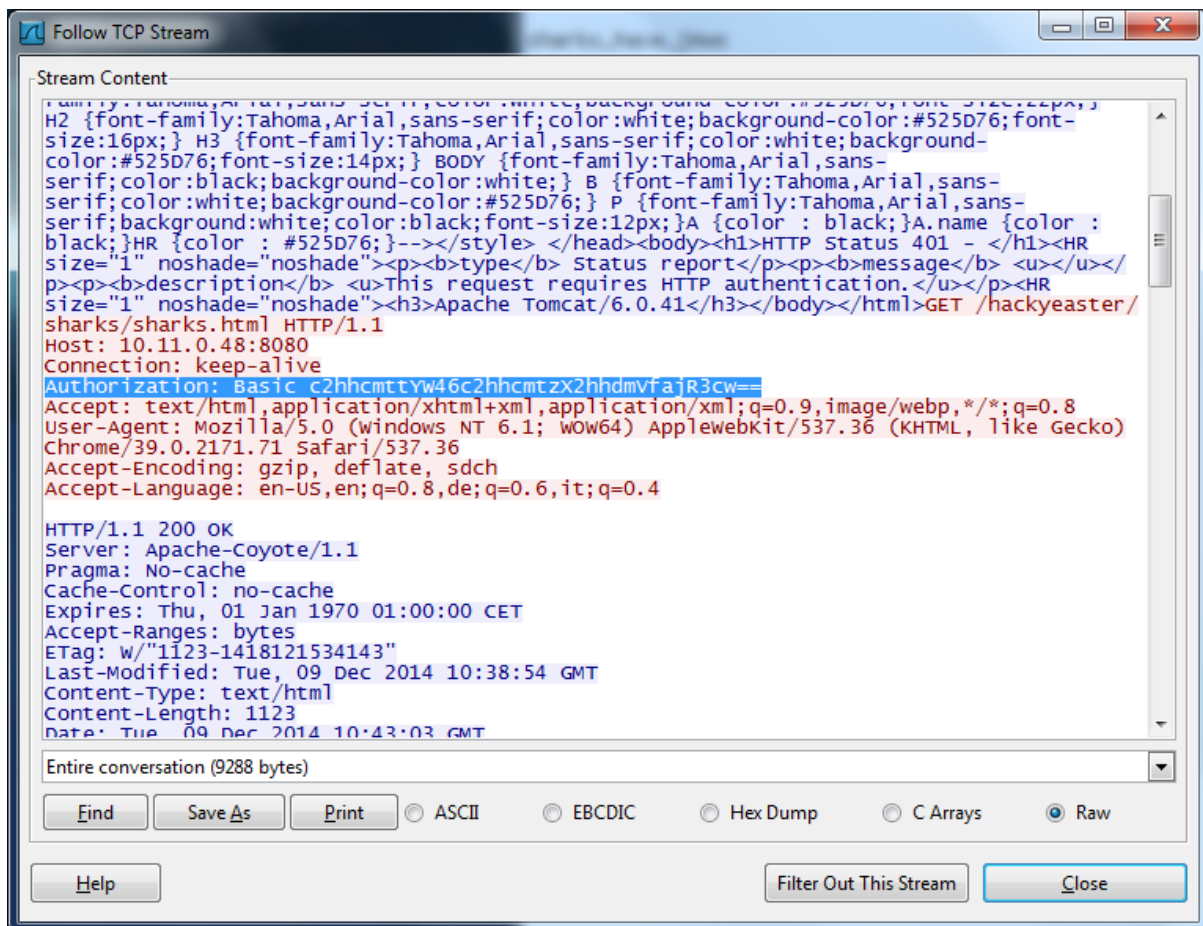 Follow TCP Stream
Stream Content
H2 {font-family:Tahoma,Arial,sans-serif;color:white;background-color:#525D76;font-
size:16px;} H3 {font-family:Tahoma,Arial,sans-serif;color:white;background-
color:#525D76;font-size:14px;} BODY {font-family:Tahoma,Arial,sans-
serif;color:black;background-color:white;} B {font-family:Tahoma,Arial,sans-
serif;color:white;background-color:#525D76;} P {font-family:Tahoma,Arial,sans-
serif;background:white;color:black;font-size:12px;}A {color : black;}A.name {color :
black;}HR {color : #525D76;}--></style> </head><body><h1>HTTP Status 401 - </h1><HR
size="1" noshade="noshade"><p><b>type</b> Status report</p><p><b>message</b> <u></u></
p><p><b>description</b> <u>This request requires HTTP authentication.</u></p><HR
size="1" noshade="noshade"><h3>Apache Tomcat/6.0.41</h3></body></html>GET /hackyeaster/
sharks/sharks.html HTTP/1.1
Host: 10.11.0.48:8080
Connection: keep-alive
Authorization: Basic c2hhcmttYW46c2hhcmtzX2hhdmVfajR3cw==
Accept: text/html,application/xhtml+xml,application/xml;q=0.9,image/webp,*/*;q=0.8
User-Agent: Mozilla/5.0 (Windows NT 6.1; WOW64) AppleWebKit/537.36 (KHTML, like Gecko)
Chrome/39.0.2171.71 Safari/537.36
Accept-Encoding: gzip, deflate, sdch
Accept-Language: en-US,en;q=0.8,de;q=0.6,it;q=0.4
HTTP/1.1 200 OK
Server: Apache-Coyote/1.1
Pragma: No-cache
Cache-Control: no-cache
Expires: Thu, 01 Jan 1970 01:00:00 CET
Accept-Ranges: bytes
ETag: W/"1123-1418121534143"
Last-Modified: Tue, 09 Dec 2014 10:38:54 GMT
Content-Type: text/html
Content-Length: 1123
Date: Tue, 09 Dec 2014 10:43:03 GMT
Entire conversation (9288 bytes)
Find Save As Print ASCII EBCDIC Hex Dump C Arrays Raw
Help Filter Out This Stream Close